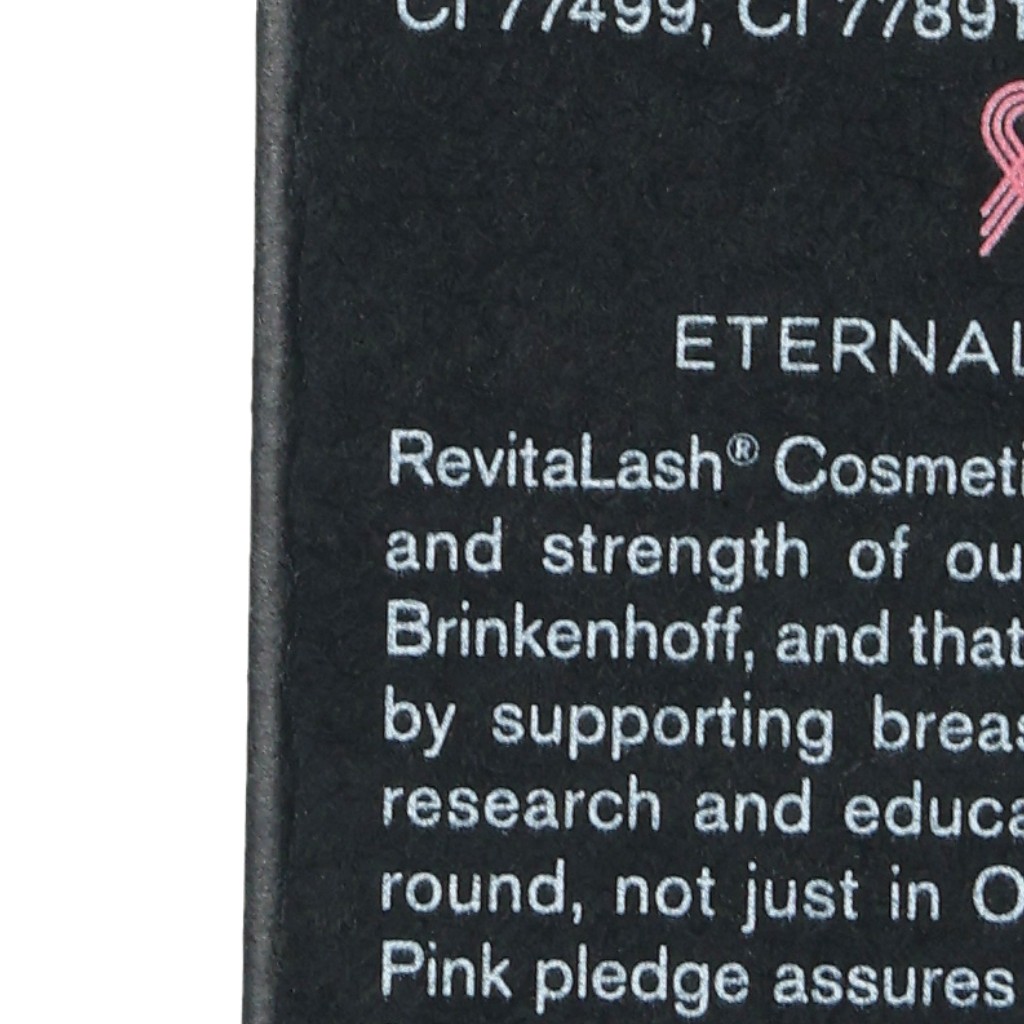 CI 77499, CI 77891
ETERNAL
RevitaLash® Cosmeti
and strength of ou
Brinkenhoff, and that
by supporting breas
research and educa
round, not just in O
Pink pledge assures